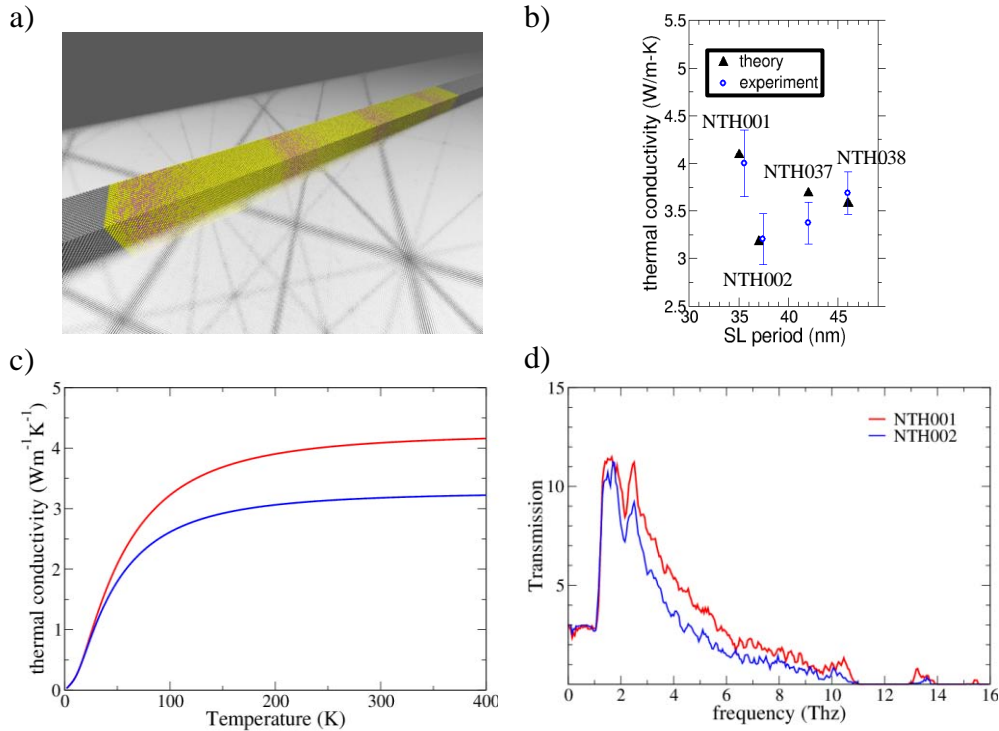 a)
b)
thermal conductivity (W/m-K)
5.5
5
4.5
4
3.5
3
2.5
theory
experiment
NTH001
NTH037
NTH038
NTH002
30
35
40
45
SL period (nm)
c)
thermal conductivity (Wm⁻¹K⁻¹)
5
4
3
2
1
0
0
100
200
300
400
Temperature (K)
d)
Transmission
15
10
5
NTH001
NTH002
0
2
4
6
8
10
12
14
16
frequency (Thz)